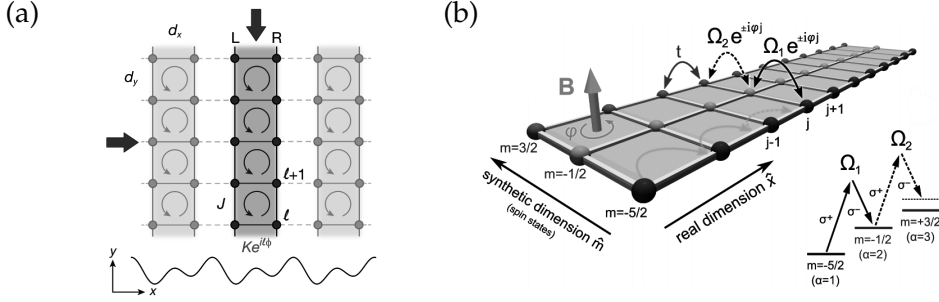 (a)
d_x
L R
d_y
ℓ+1
J
ℓ
Ke^{iℓϕ}
y
x
(b)
Ω₂e^{±iφj}
Ω₁e^{±iφj}
t
B
φ
j+1
j
j-1
m=3/2
m=-1/2
m=-5/2
synthetic dimension m̂
(spin states)
real dimension x̂
Ω₂
Ω₁
σ⁺
σ⁻
σ⁺
σ⁻
m=+3/2
(α=3)
m=-1/2
(α=2)
m=-5/2
(α=1)